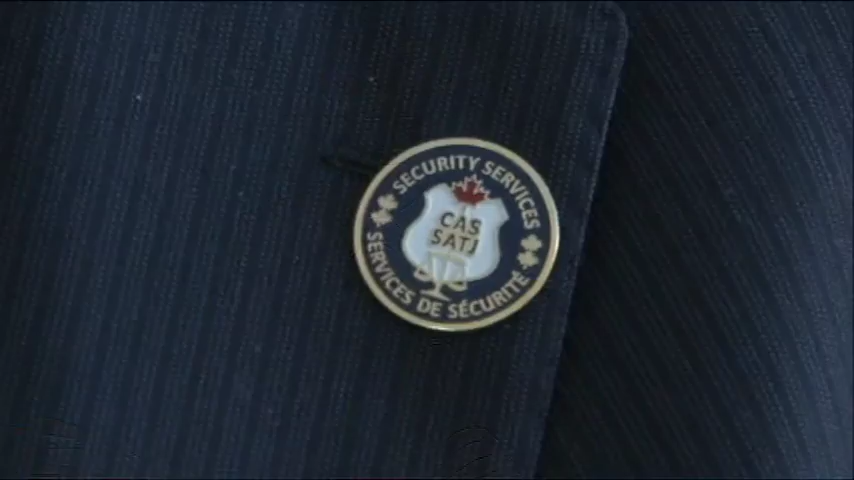 SECURITY SERVICES
CAS
SATJ
SERVICES DE SÉCURITÉ